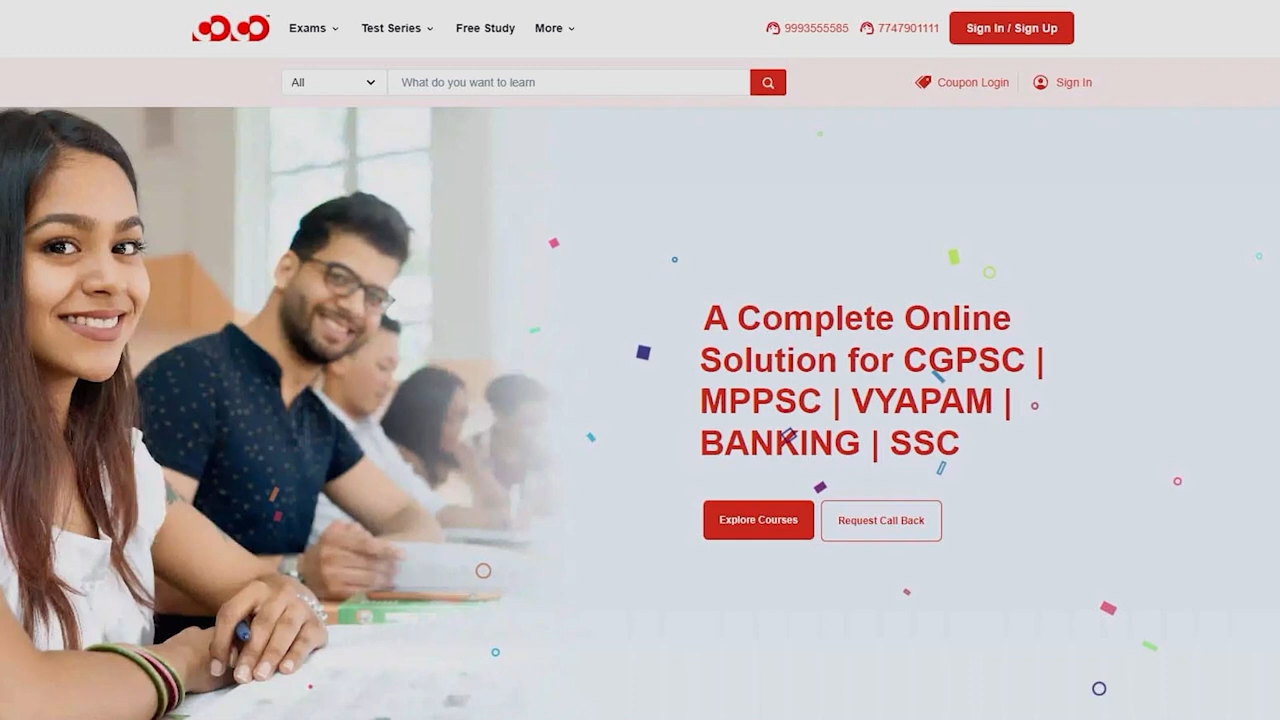 Exams
Test Series
Free Study
More
9993555585
7747901111
Sign In / Sign Up
All
What do you want to learn
Coupon Login
Sign In
A Complete Online
Solution for CGPSC |
MPPSC | VYAPAM |
BANKING | SSC
Explore Courses
Request Call Back